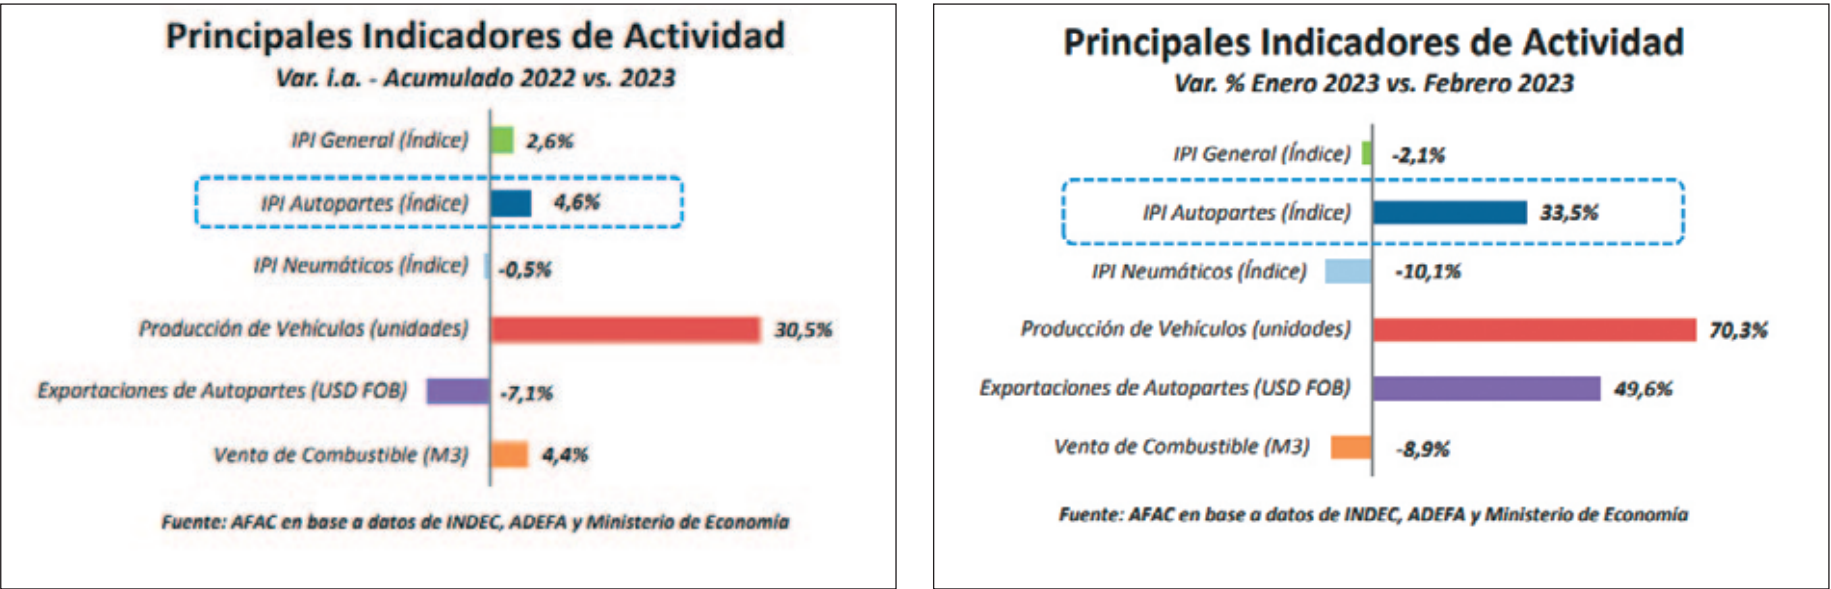 Principales Indicadores de Actividad
Var. i.a. - Acumulado 2022 vs. 2023
IPI General (Índice) 2,6%
IPI Autopartes (Índice) 4,6%
IPI Neumáticos (Índice) -0,5%
Producción de Vehículos (unidades) 30,5%
Exportaciones de Autopartes (USD FOB) -7,1%
Venta de Combustible (M3) 4,4%
Fuente: AFAC en base a datos de INDEC, ADEFA y Ministerio de Economía
Principales Indicadores de Actividad
Var. % Enero 2023 vs. Febrero 2023
IPI General (Índice) -2,1%
IPI Autopartes (Índice) 33,5%
IPI Neumáticos (Índice) -10,1%
Producción de Vehículos (unidades) 70,3%
Exportaciones de Autopartes (USD FOB) 49,6%
Venta de Combustible (M3) -8,9%
Fuente: AFAC en base a datos de INDEC, ADEFA y Ministerio de Economía